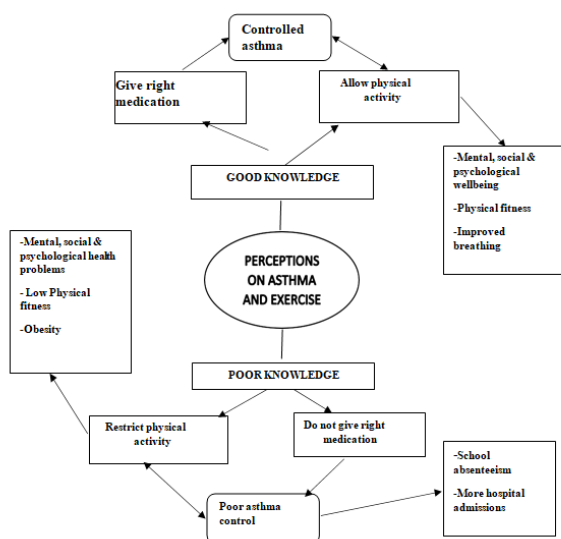 Controlled
asthma
Give right
medication
Allow physical
activity
GOOD KNOWLEDGE
-Mental, social &
psychological
wellbeing
-Physical fitness
-Improved
breathing
-Mental, social &
psychological health
problems
- Low Physical
fitness
-Obesity
PERCEPTIONS
ON ASTHMA
AND EXERCISE
POOR KNOWLEDGE
Restrict physical
activity
Do not give right
medication
Poor asthma
control
-School
absenteeism
-More hospital
admissions